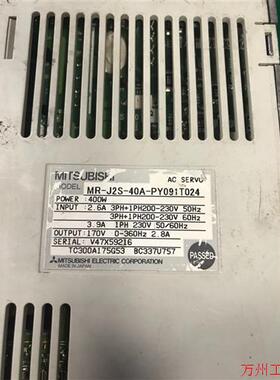 MITSUBISHI
AC SERVO
MODEL MR-J2S-40A-PY091T024
POWER : 400W
INPUT : 2.6A 3PH+1PH200-230V 50Hz
3PH+1PH200-230V 60Hz
3.9A 1PH 230V 50/60Hz
OUTPUT: 170V 0-360Hz 2.8A
SERIAL: V47X59216
TC300A175G53 BC337U757
MITSUBISHI ELECTRIC CORPORATION
MADE IN JAPAN
PASSED
万州工